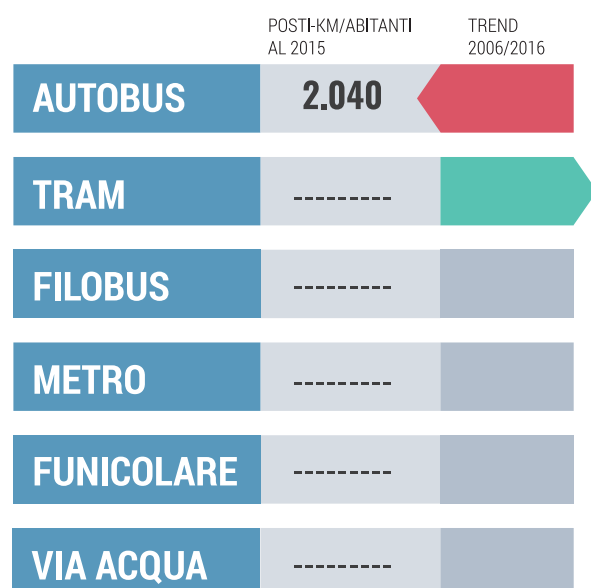 POSTI-KM/ABITANTI TREND
AL 2015 2006/2016
AUTOBUS 2.040
TRAM ---------
FILOBUS ---------
METRO ---------
FUNICOLARE ---------
VIA ACQUA ---------